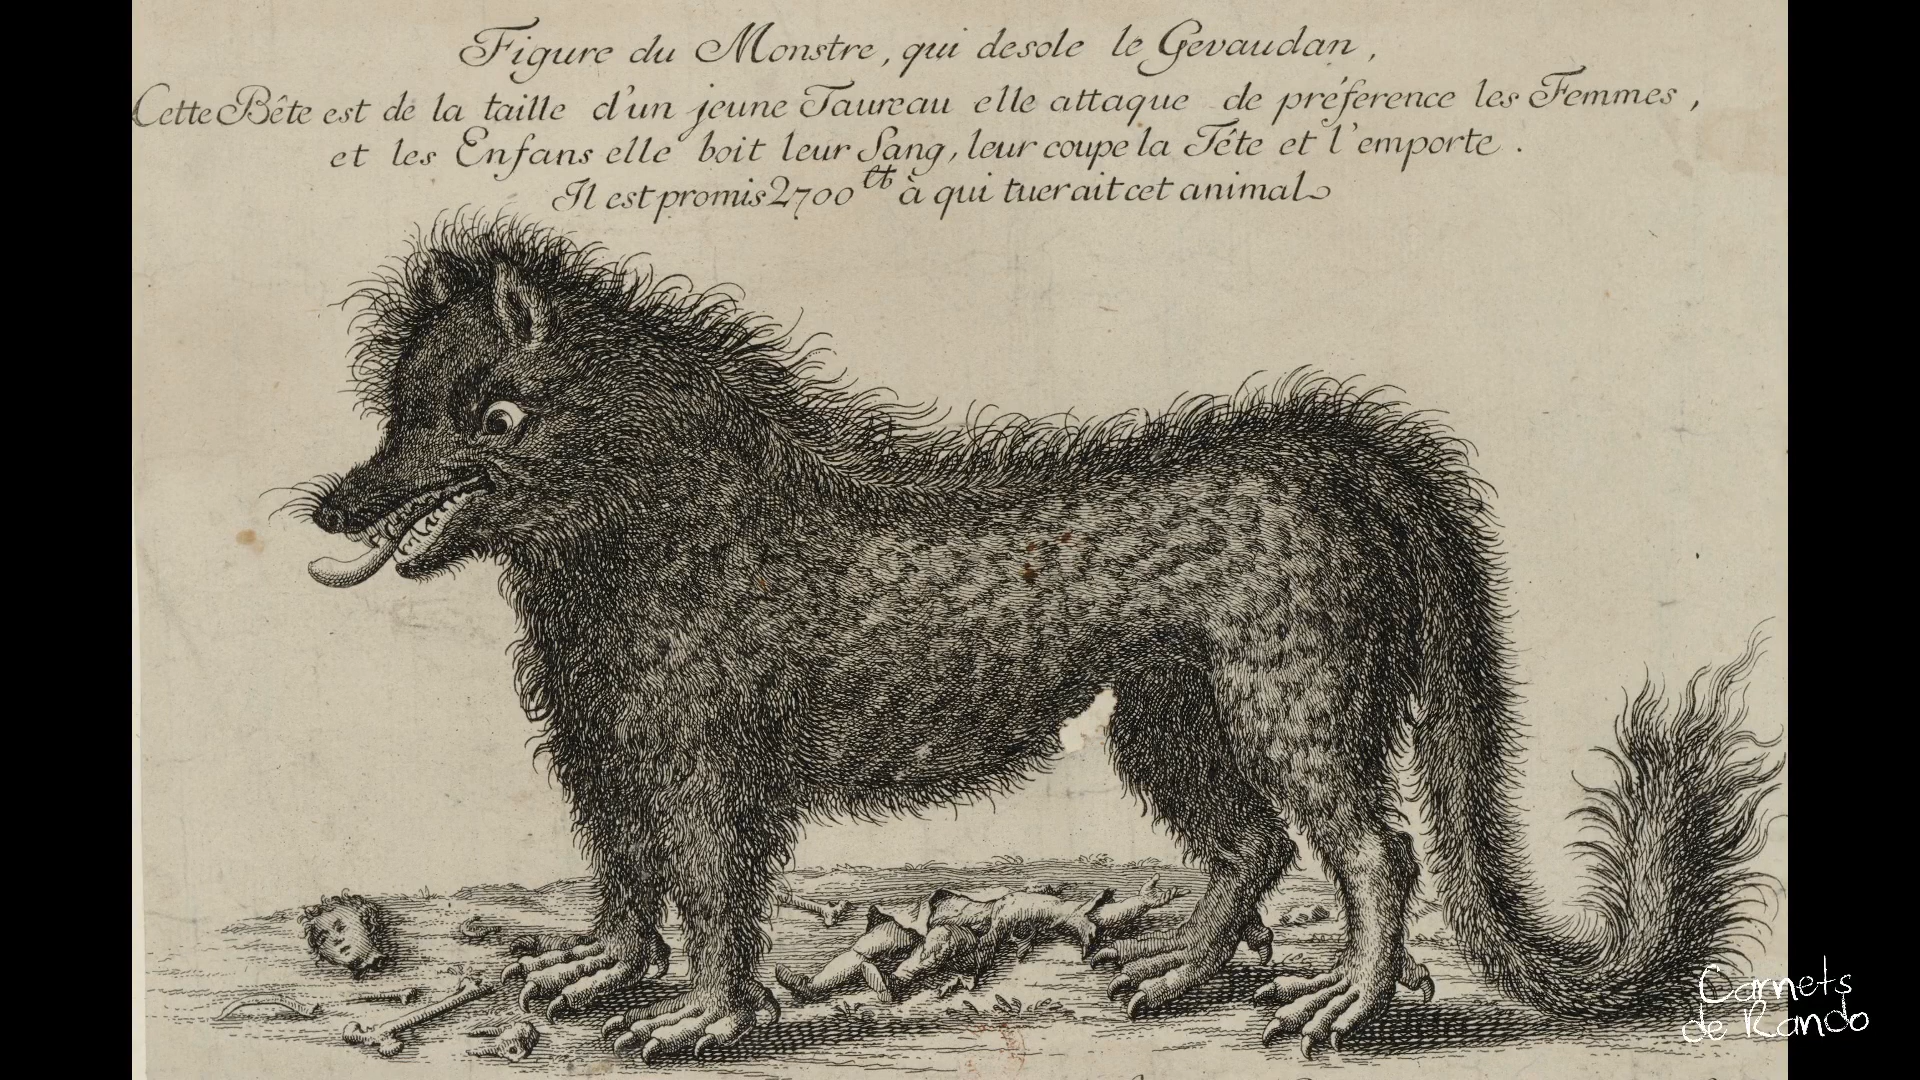 Figure du Monstre, qui desole le Gevaudan,
Cette Bête est de la taille d'un jeune Taureau elle attaque de préference les Femmes,
et les Enfans elle boit leur Sang, leur coupe la Tête et l'emporte.
Il est promis 2700 tt à qui tuerait cet animal
Carnets
de Rando